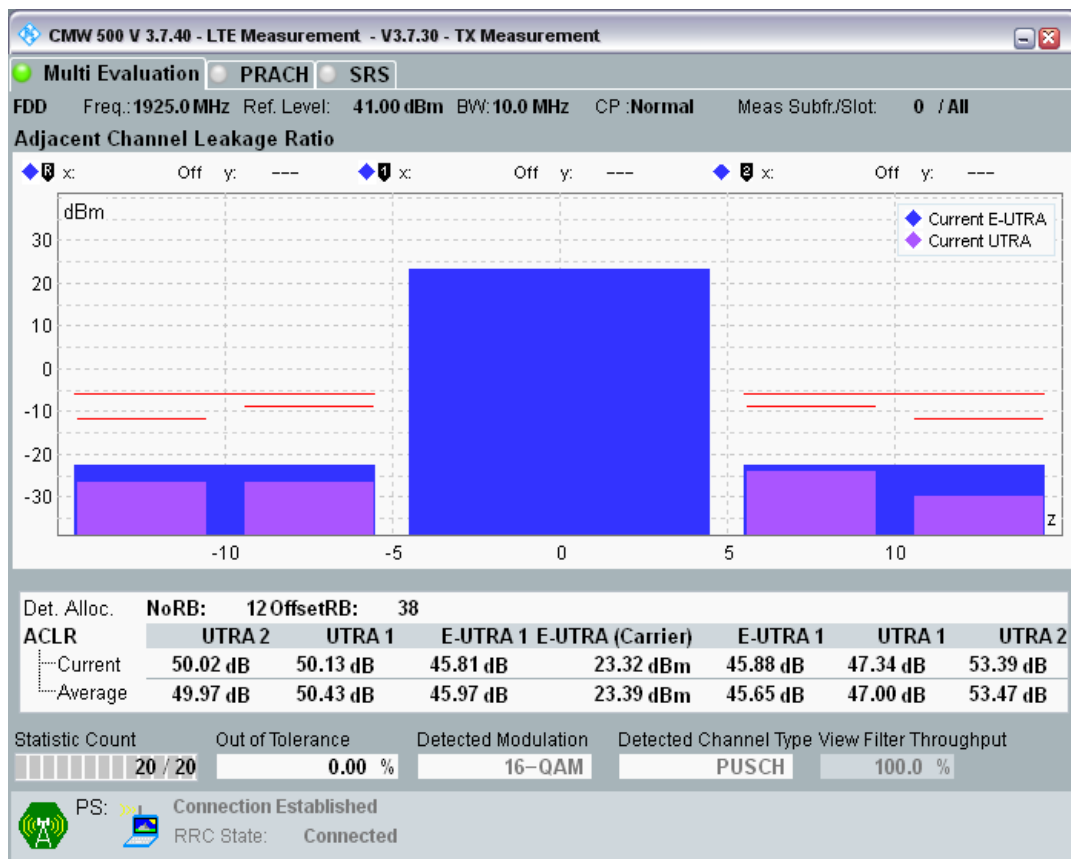 CMW 500 V 3.7.40 - LTE Measurement - V3.7.30 - TX Measurement
Multi Evaluation PRACH SRS
FDD Freq.: 1925.0 MHz Ref. Level: 41.00 dBm BW: 10.0 MHz CP :Normal Meas Subfr./Slot: 0 / All
Adjacent Channel Leakage Ratio
R x: Off y: --- 1 x: Off y: --- 2 x: Off y: ---
dBm
Current E-UTRA
Current UTRA
30
20
10
0
-10
-20
-30
z
-10 -5 0 5 10
Det. Alloc. NoRB: 12 OffsetRB: 38
ACLR UTRA 2 UTRA 1 E-UTRA 1 E-UTRA (Carrier) E-UTRA 1 UTRA 1 UTRA 2
Current 50.02 dB 50.13 dB 45.81 dB 23.32 dBm 45.88 dB 47.34 dB 53.39 dB
Average 49.97 dB 50.43 dB 45.97 dB 23.39 dBm 45.65 dB 47.00 dB 53.47 dB
Statistic Count Out of Tolerance Detected Modulation Detected Channel Type View Filter Throughput
20 / 20 0.00 % 16-QAM PUSCH 100.0 %
PS: Connection Established
RRC State: Connected